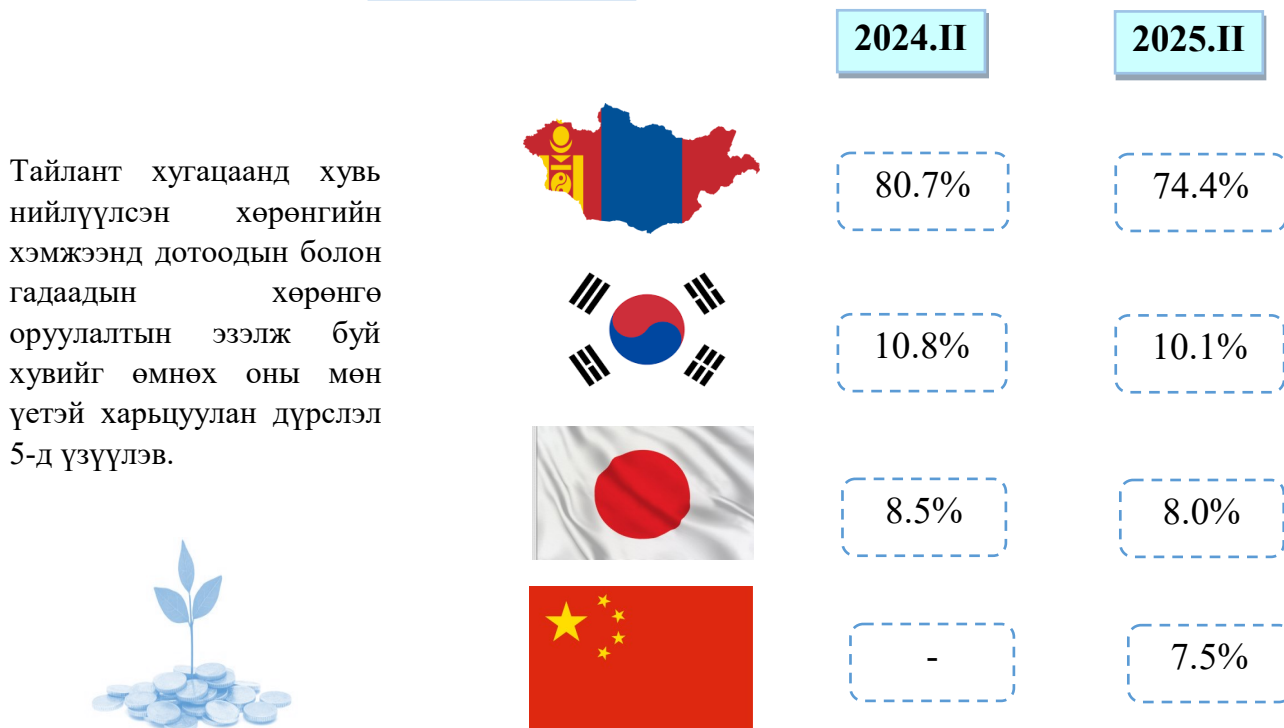 2024.II 2025.II
Тайлант хугацаанд хувь
нийлүүлсэн хөрөнгийн
хэмжээнд дотоодын болон
гадаадын хөрөнгө
оруулалтын эзэлж буй
хувийг өмнөх оны мөн
үетэй харьцуулан дүрслэл
5-д үзүүлэв.
80.7% 74.4%
10.8% 10.1%
8.5% 8.0%
- 7.5%